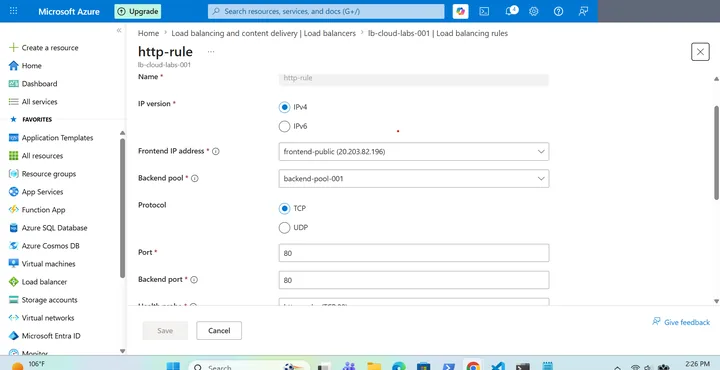 Microsoft Azure
Upgrade
Search resources, services, and docs (G+/)
4
Create a resource
Home
Dashboard
All services
FAVORITES
Application Templates
All resources
Resource groups
App Services
Function App
Azure SQL Database
Azure Cosmos DB
Virtual machines
Load balancer
Storage accounts
Virtual networks
Microsoft Entra ID
Monitor
Home > Load balancing and content delivery | Load balancers > lb-cloud-labs-001 | Load balancing rules >
http-rule ...
lb-cloud-labs-001
Name *
http-rule
IP version *
IPv4
IPv6
Frontend IP address *
frontend-public (20.203.82.196)
Backend pool *
backend-pool-001
Protocol
TCP
UDP
Port *
80
Backend port *
80
Health probe *
Save
Cancel
Give feedback
106°F
Search
2:26 PM